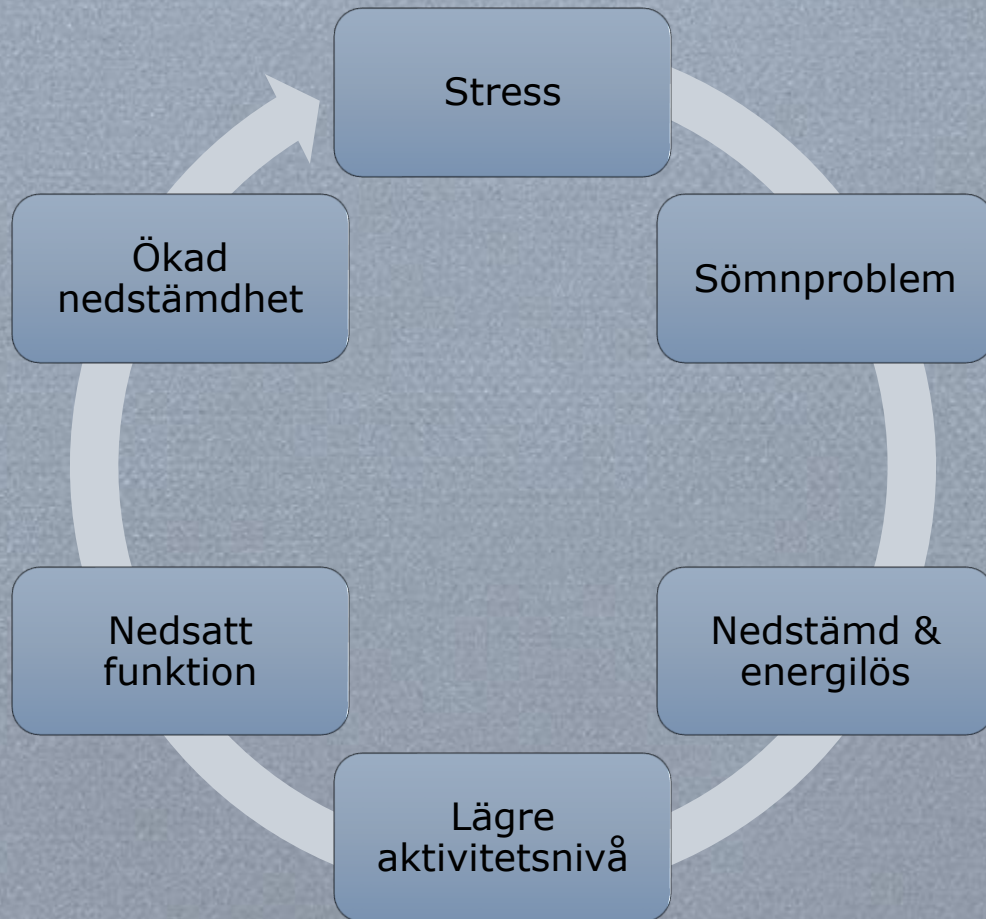 Stress
Sömnproblem
Nedstämd &
energilös
Lägre
aktivitetsnivå
Nedsatt
funktion
Ökad
nedstämdhet